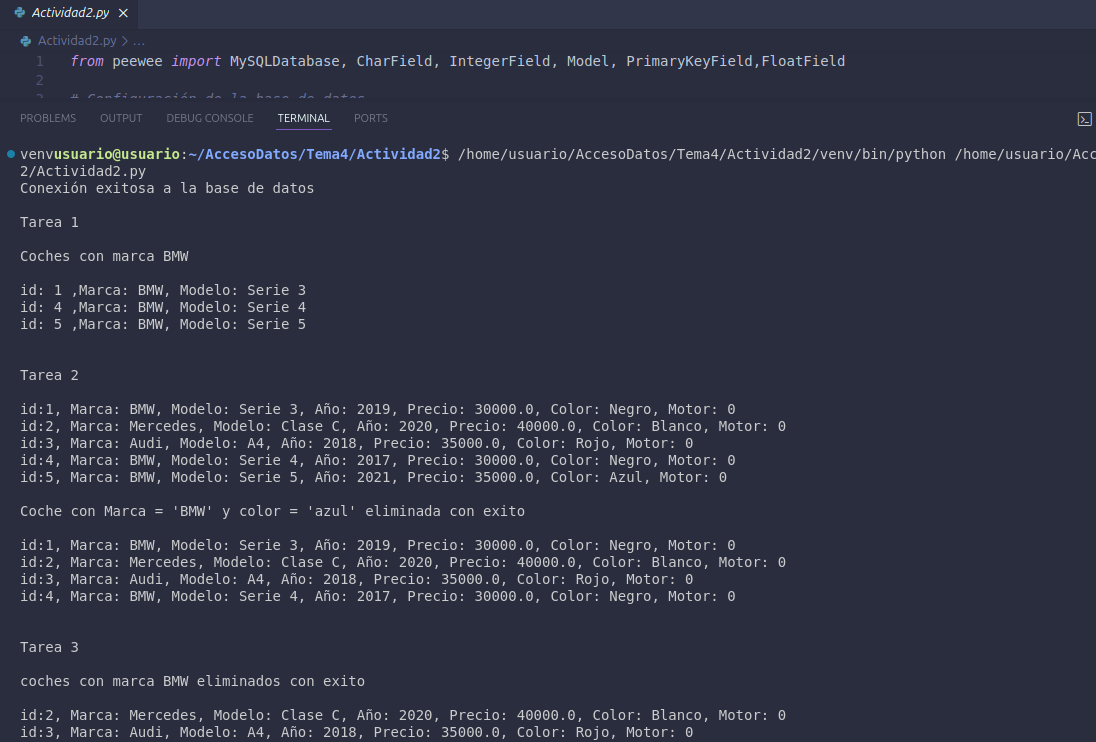 Actividad2.py ×
Actividad2.py > ...
1 from peewee import MySQLDatabase, CharField, IntegerField, Model, PrimaryKeyField,FloatField
2
3 # Configuración de la base de datos
PROBLEMS OUTPUT DEBUG CONSOLE TERMINAL PORTS
venvusuario@usuario:~/AccesoDatos/Tema4/Actividad2$ /home/usuario/AccesoDatos/Tema4/Actividad2/venv/bin/python /home/usuario/Acc
2/Actividad2.py
Conexión exitosa a la base de datos
Tarea 1
Coches con marca BMW
id: 1 ,Marca: BMW, Modelo: Serie 3
id: 4 ,Marca: BMW, Modelo: Serie 4
id: 5 ,Marca: BMW, Modelo: Serie 5
Tarea 2
id:1, Marca: BMW, Modelo: Serie 3, Año: 2019, Precio: 30000.0, Color: Negro, Motor: 0
id:2, Marca: Mercedes, Modelo: Clase C, Año: 2020, Precio: 40000.0, Color: Blanco, Motor: 0
id:3, Marca: Audi, Modelo: A4, Año: 2018, Precio: 35000.0, Color: Rojo, Motor: 0
id:4, Marca: BMW, Modelo: Serie 4, Año: 2017, Precio: 30000.0, Color: Negro, Motor: 0
id:5, Marca: BMW, Modelo: Serie 5, Año: 2021, Precio: 35000.0, Color: Azul, Motor: 0
Coche con Marca = 'BMW' y color = 'azul' eliminada con exito
id:1, Marca: BMW, Modelo: Serie 3, Año: 2019, Precio: 30000.0, Color: Negro, Motor: 0
id:2, Marca: Mercedes, Modelo: Clase C, Año: 2020, Precio: 40000.0, Color: Blanco, Motor: 0
id:3, Marca: Audi, Modelo: A4, Año: 2018, Precio: 35000.0, Color: Rojo, Motor: 0
id:4, Marca: BMW, Modelo: Serie 4, Año: 2017, Precio: 30000.0, Color: Negro, Motor: 0
Tarea 3
coches con marca BMW eliminados con exito
id:2, Marca: Mercedes, Modelo: Clase C, Año: 2020, Precio: 40000.0, Color: Blanco, Motor: 0
id:3, Marca: Audi, Modelo: A4, Año: 2018, Precio: 35000.0, Color: Rojo, Motor: 0